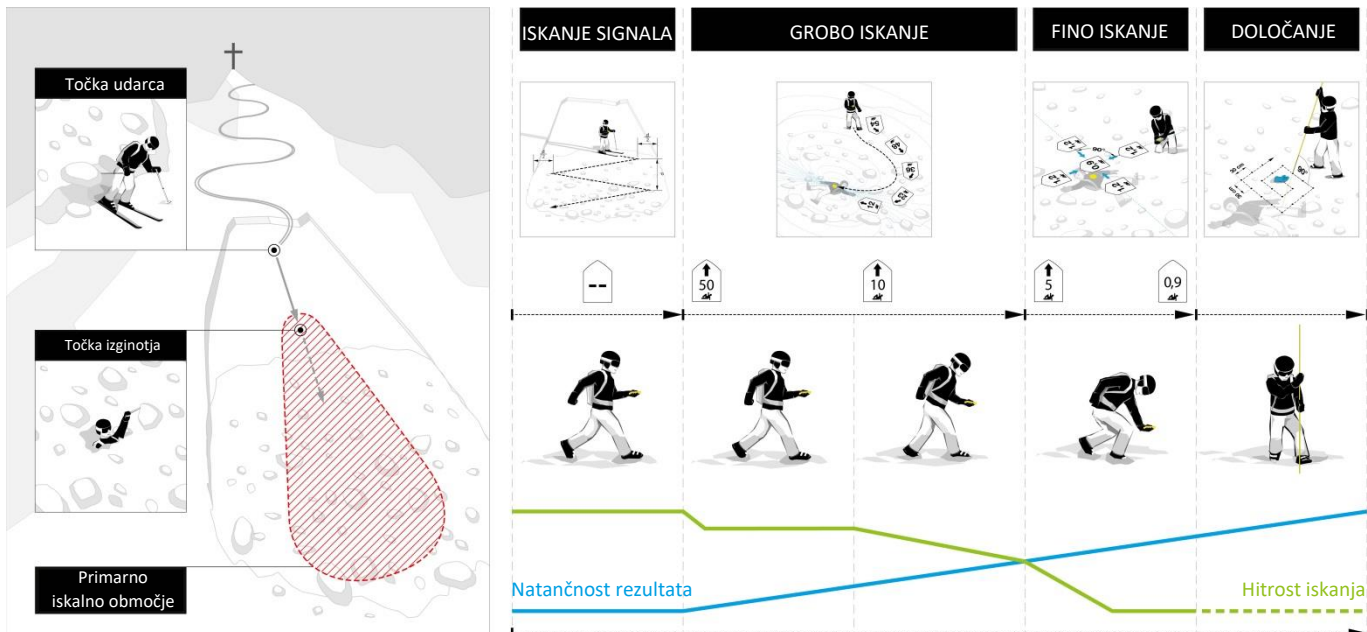 Točka udarca
Točka izginotja
Primarno
iskalno območje
ISKANJE SIGNALA
GROBO ISKANJE
FINO ISKANJE
DOLOČANJE
--
50
10
5
0,9
Natančnost rezultata
Hitrost iskanja